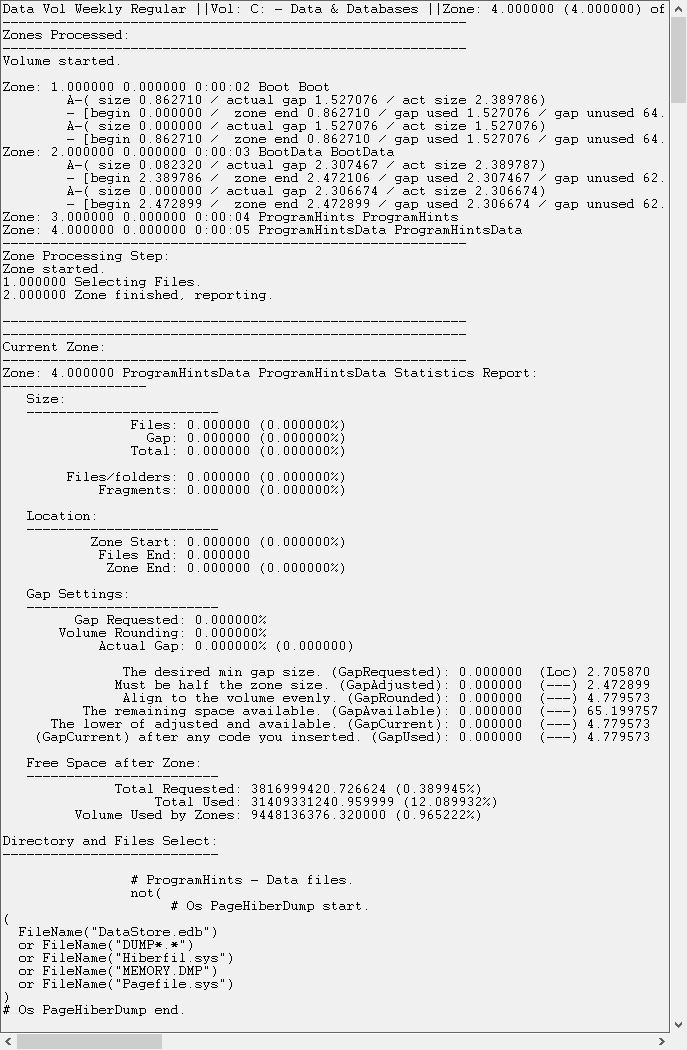 Data Vol Weekly Regular ||Vol: C: - Data & Databases ||Zone: 4.000000 (4.000000) of
----------------------------------------------------------
Zones Processed:
----------------------------------------------------------
Volume started.
Zone: 1.000000 0.000000 0:00:02 Boot Boot
A-( size 0.862710 / actual gap 1.527076 / act size 2.389786)
- [begin 0.000000 /  zone end 0.862710 / gap used 1.527076 / gap unused 64.
A-( size 0.000000 / actual gap 1.527076 / act size 1.527076)
- [begin 0.862710 /  zone end 0.862710 / gap used 1.527076 / gap unused 64.
Zone: 2.000000 0.000000 0:00:03 BootData BootData
A-( size 0.082320 / actual gap 2.307467 / act size 2.389787)
- [begin 2.389786 /  zone end 2.472106 / gap used 2.307467 / gap unused 62.
A-( size 0.000000 / actual gap 2.306674 / act size 2.306674)
- [begin 2.472899 /  zone end 2.472899 / gap used 2.306674 / gap unused 62.
Zone: 3.000000 0.000000 0:00:04 ProgramHints ProgramHints
Zone: 4.000000 0.000000 0:00:05 ProgramHintsData ProgramHintsData
----------------------------------------------------------
Zone Processing Step:
Zone started.
1.000000 Selecting Files.
2.000000 Zone finished, reporting.
----------------------------------------------------------
----------------------------------------------------------
Current Zone:
----------------------------------------------------------
Zone: 4.000000 ProgramHintsData ProgramHintsData Statistics Report:
------------------
Size:
------------------------
Files: 0.000000 (0.000000%)
Gap: 0.000000 (0.000000%)
Total: 0.000000 (0.000000%)
Files/folders: 0.000000 (0.000000%)
Fragments: 0.000000 (0.000000%)
Location:
------------------------
Zone Start: 0.000000 (0.000000%)
Files End: 0.000000
Zone End: 0.000000 (0.000000%)
Gap Settings:
------------------------
Gap Requested: 0.000000%
Volume Rounding: 0.000000%
Actual Gap: 0.000000% (0.000000)
The desired min gap size. (GapRequested): 0.000000  (Loc) 2.705870
Must be half the zone size. (GapAdjusted): 0.000000  (---) 2.472899
Align to the volume evenly. (GapRounded): 0.000000  (---) 4.779573
The remaining space available. (GapAvailable): 0.000000  (---) 65.199757
The lower of adjusted and available. (GapCurrent): 0.000000  (---) 4.779573
(GapCurrent) after any code you inserted. (GapUsed): 0.000000  (---) 4.779573
Free Space after Zone:
------------------------
Total Requested: 3816999420.726624 (0.389945%)
Total Used: 31409331240.959999 (12.089932%)
Volume Used by Zones: 9448136376.320000 (0.965222%)
Directory and Files Select:
---------------------------
# ProgramHints - Data files.
not(
# Os PageHiberDump start.
(
FileName("DataStore.edb")
or FileName("DUMP*.*")
or FileName("Hiberfil.sys")
or FileName("MEMORY.DMP")
or FileName("Pagefile.sys")
)
# Os PageHiberDump end.